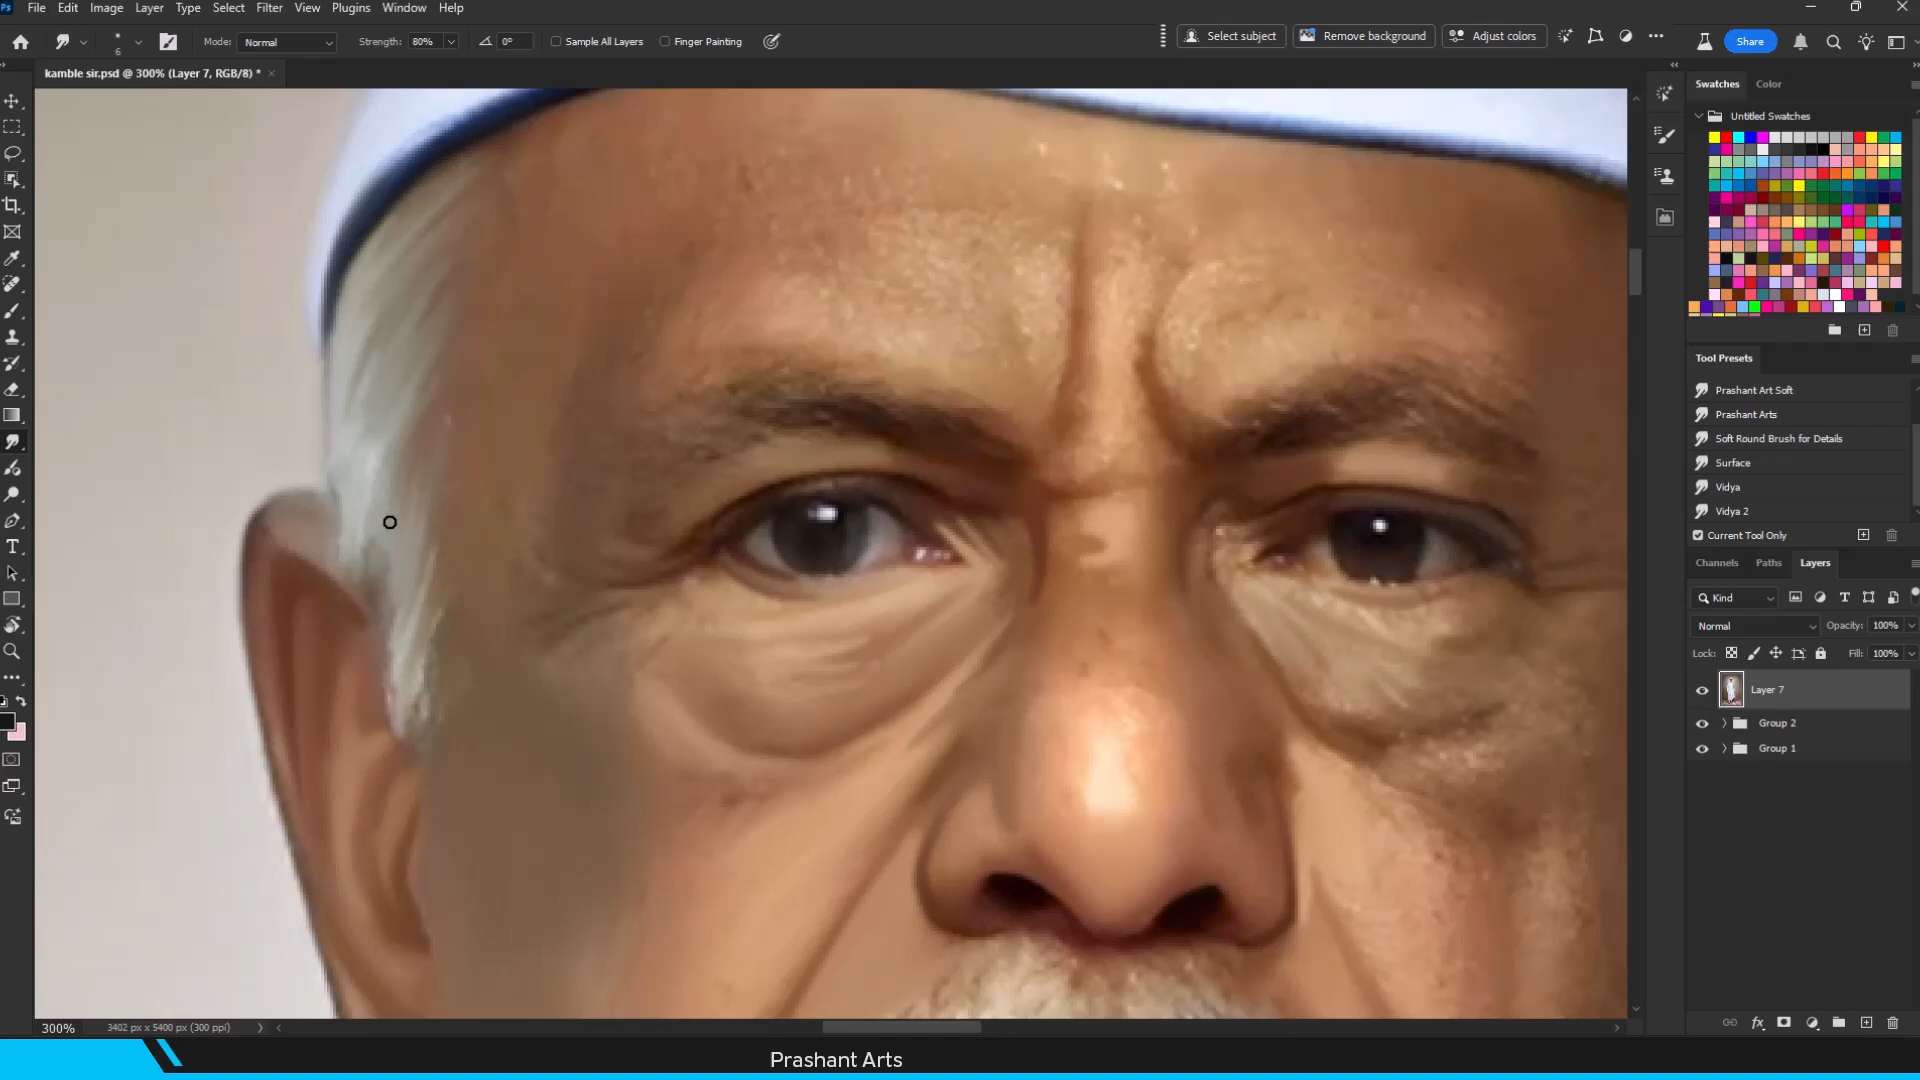 Ps File Edit Image Layer Type Select Filter View Plugins Window Help
6 Mode: Normal Strength: 80% 0° Sample All Layers Finger Painting Select subject Remove background Adjust colors Share
kamble sir.psd @ 300% (Layer 7, RGB/8) *
Swatches Color
Untitled Swatches
Tool Presets
Prashant Art Soft
Prashant Arts
Soft Round Brush for Details
Surface
Vidya
Vidya 2
Current Tool Only
Channels Paths Layers
Kind
Normal Opacity: 100%
Lock: Fill: 100%
Layer 7
Group 2
Group 1
300% 3402 px x 5400 px (300 ppi)
Prashant Arts